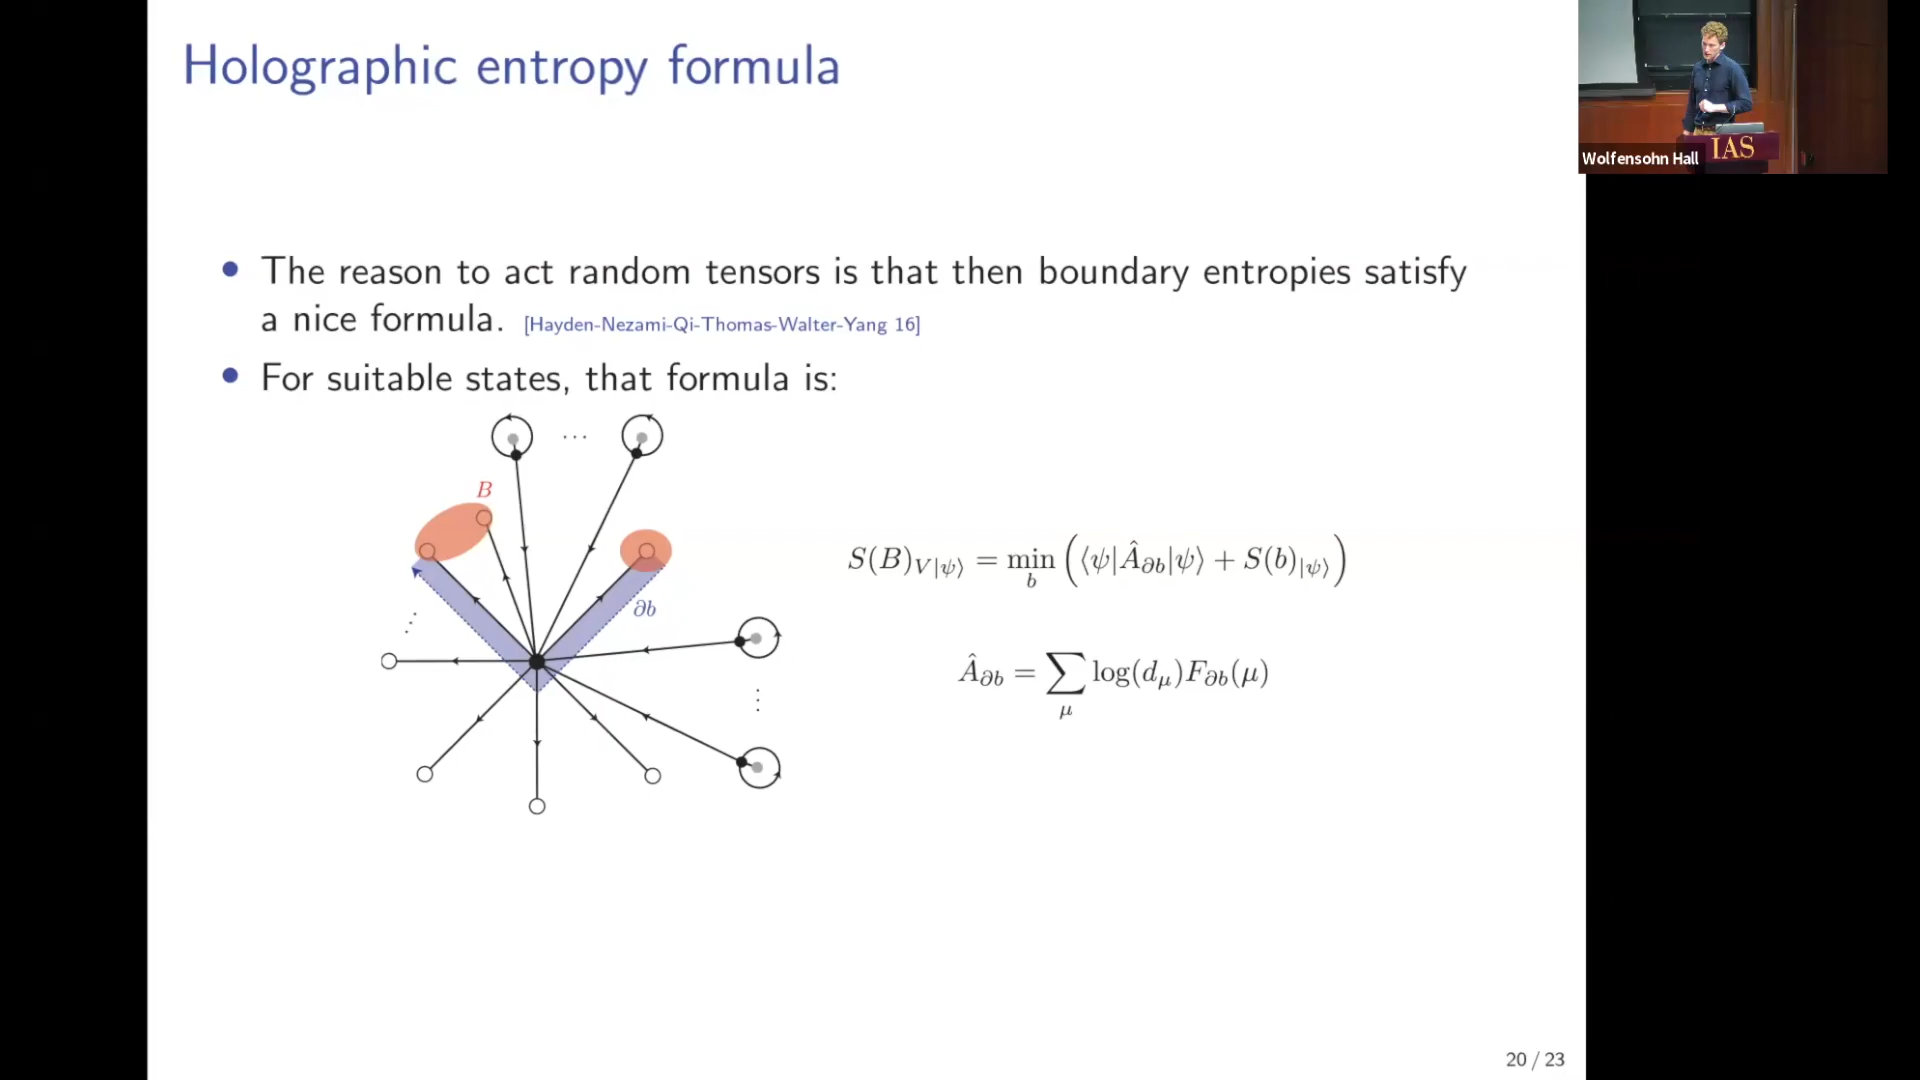 Holographic entropy formula
IAS
Wolfensohn Hall
• The reason to act random tensors is that then boundary entropies satisfy
a nice formula. [Hayden-Nezami-Qi-Thomas-Walter-Yang 16]
• For suitable states, that formula is:
...
B
∂b
S(B)_{V|ψ⟩} = min_b (⟨ψ|Â_{∂b}|ψ⟩ + S(b)_{|ψ⟩})
Â_{∂b} = ∑_μ log(d_μ)F_{∂b}(μ)
20 / 23